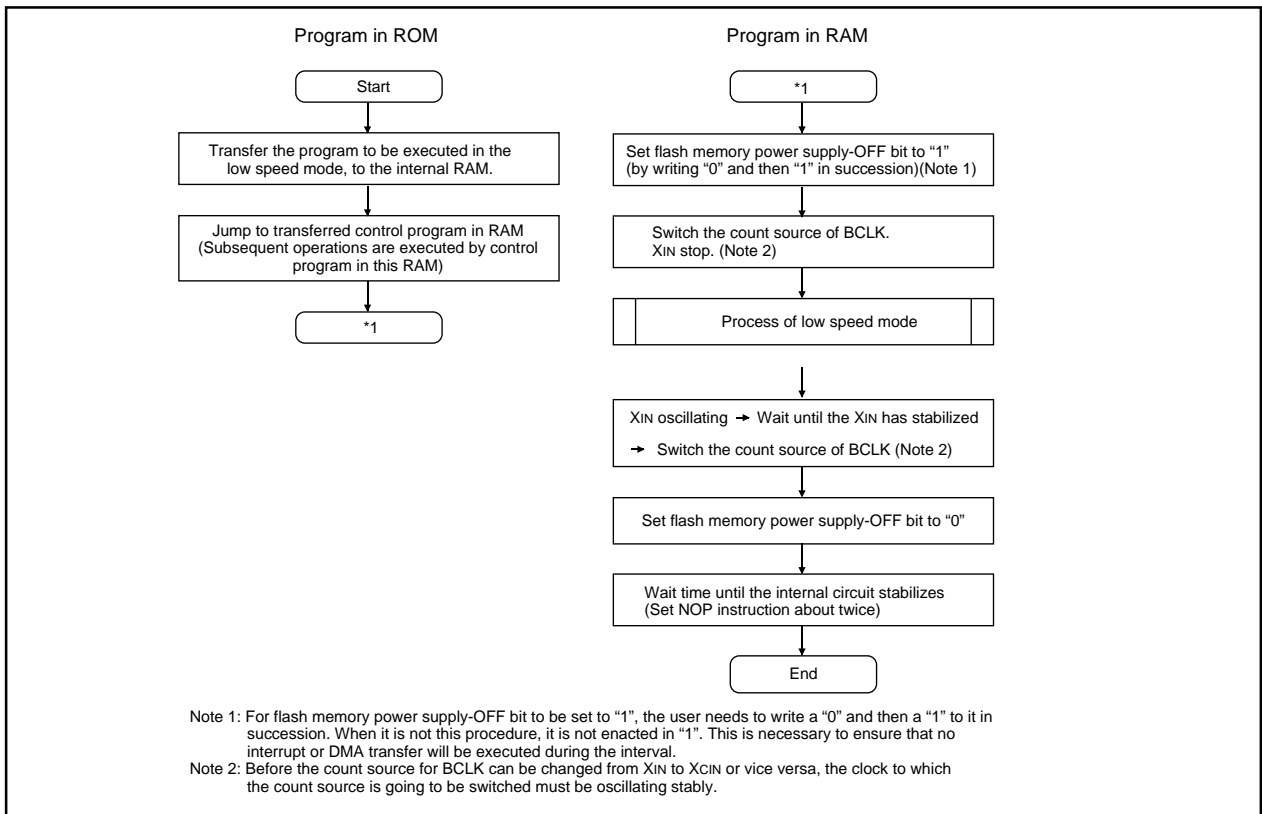 Program in ROM
Start
Transfer the program to be executed in the
low speed mode, to the internal RAM.
Jump to transferred control program in RAM
(Subsequent operations are executed by control
program in this RAM)
*1
Program in RAM
*1
Set flash memory power supply-OFF bit to “1”
(by writing “0” and then “1” in succession)(Note 1)
Switch the count source of BCLK.
XIN stop. (Note 2)
Process of low speed mode
XIN oscillating → Wait until the XIN has stabilized
→ Switch the count source of BCLK (Note 2)
Set flash memory power supply-OFF bit to “0”
Wait time until the internal circuit stabilizes
(Set NOP instruction about twice)
End
Note 1: For flash memory power supply-OFF bit to be set to “1”, the user needs to write a “0” and then a “1” to it in
succession. When it is not this procedure, it is not enacted in “1”. This is necessary to ensure that no
interrupt or DMA transfer will be executed during the interval.
Note 2: Before the count source for BCLK can be changed from XIN to XCIN or vice versa, the clock to which
the count source is going to be switched must be oscillating stably.